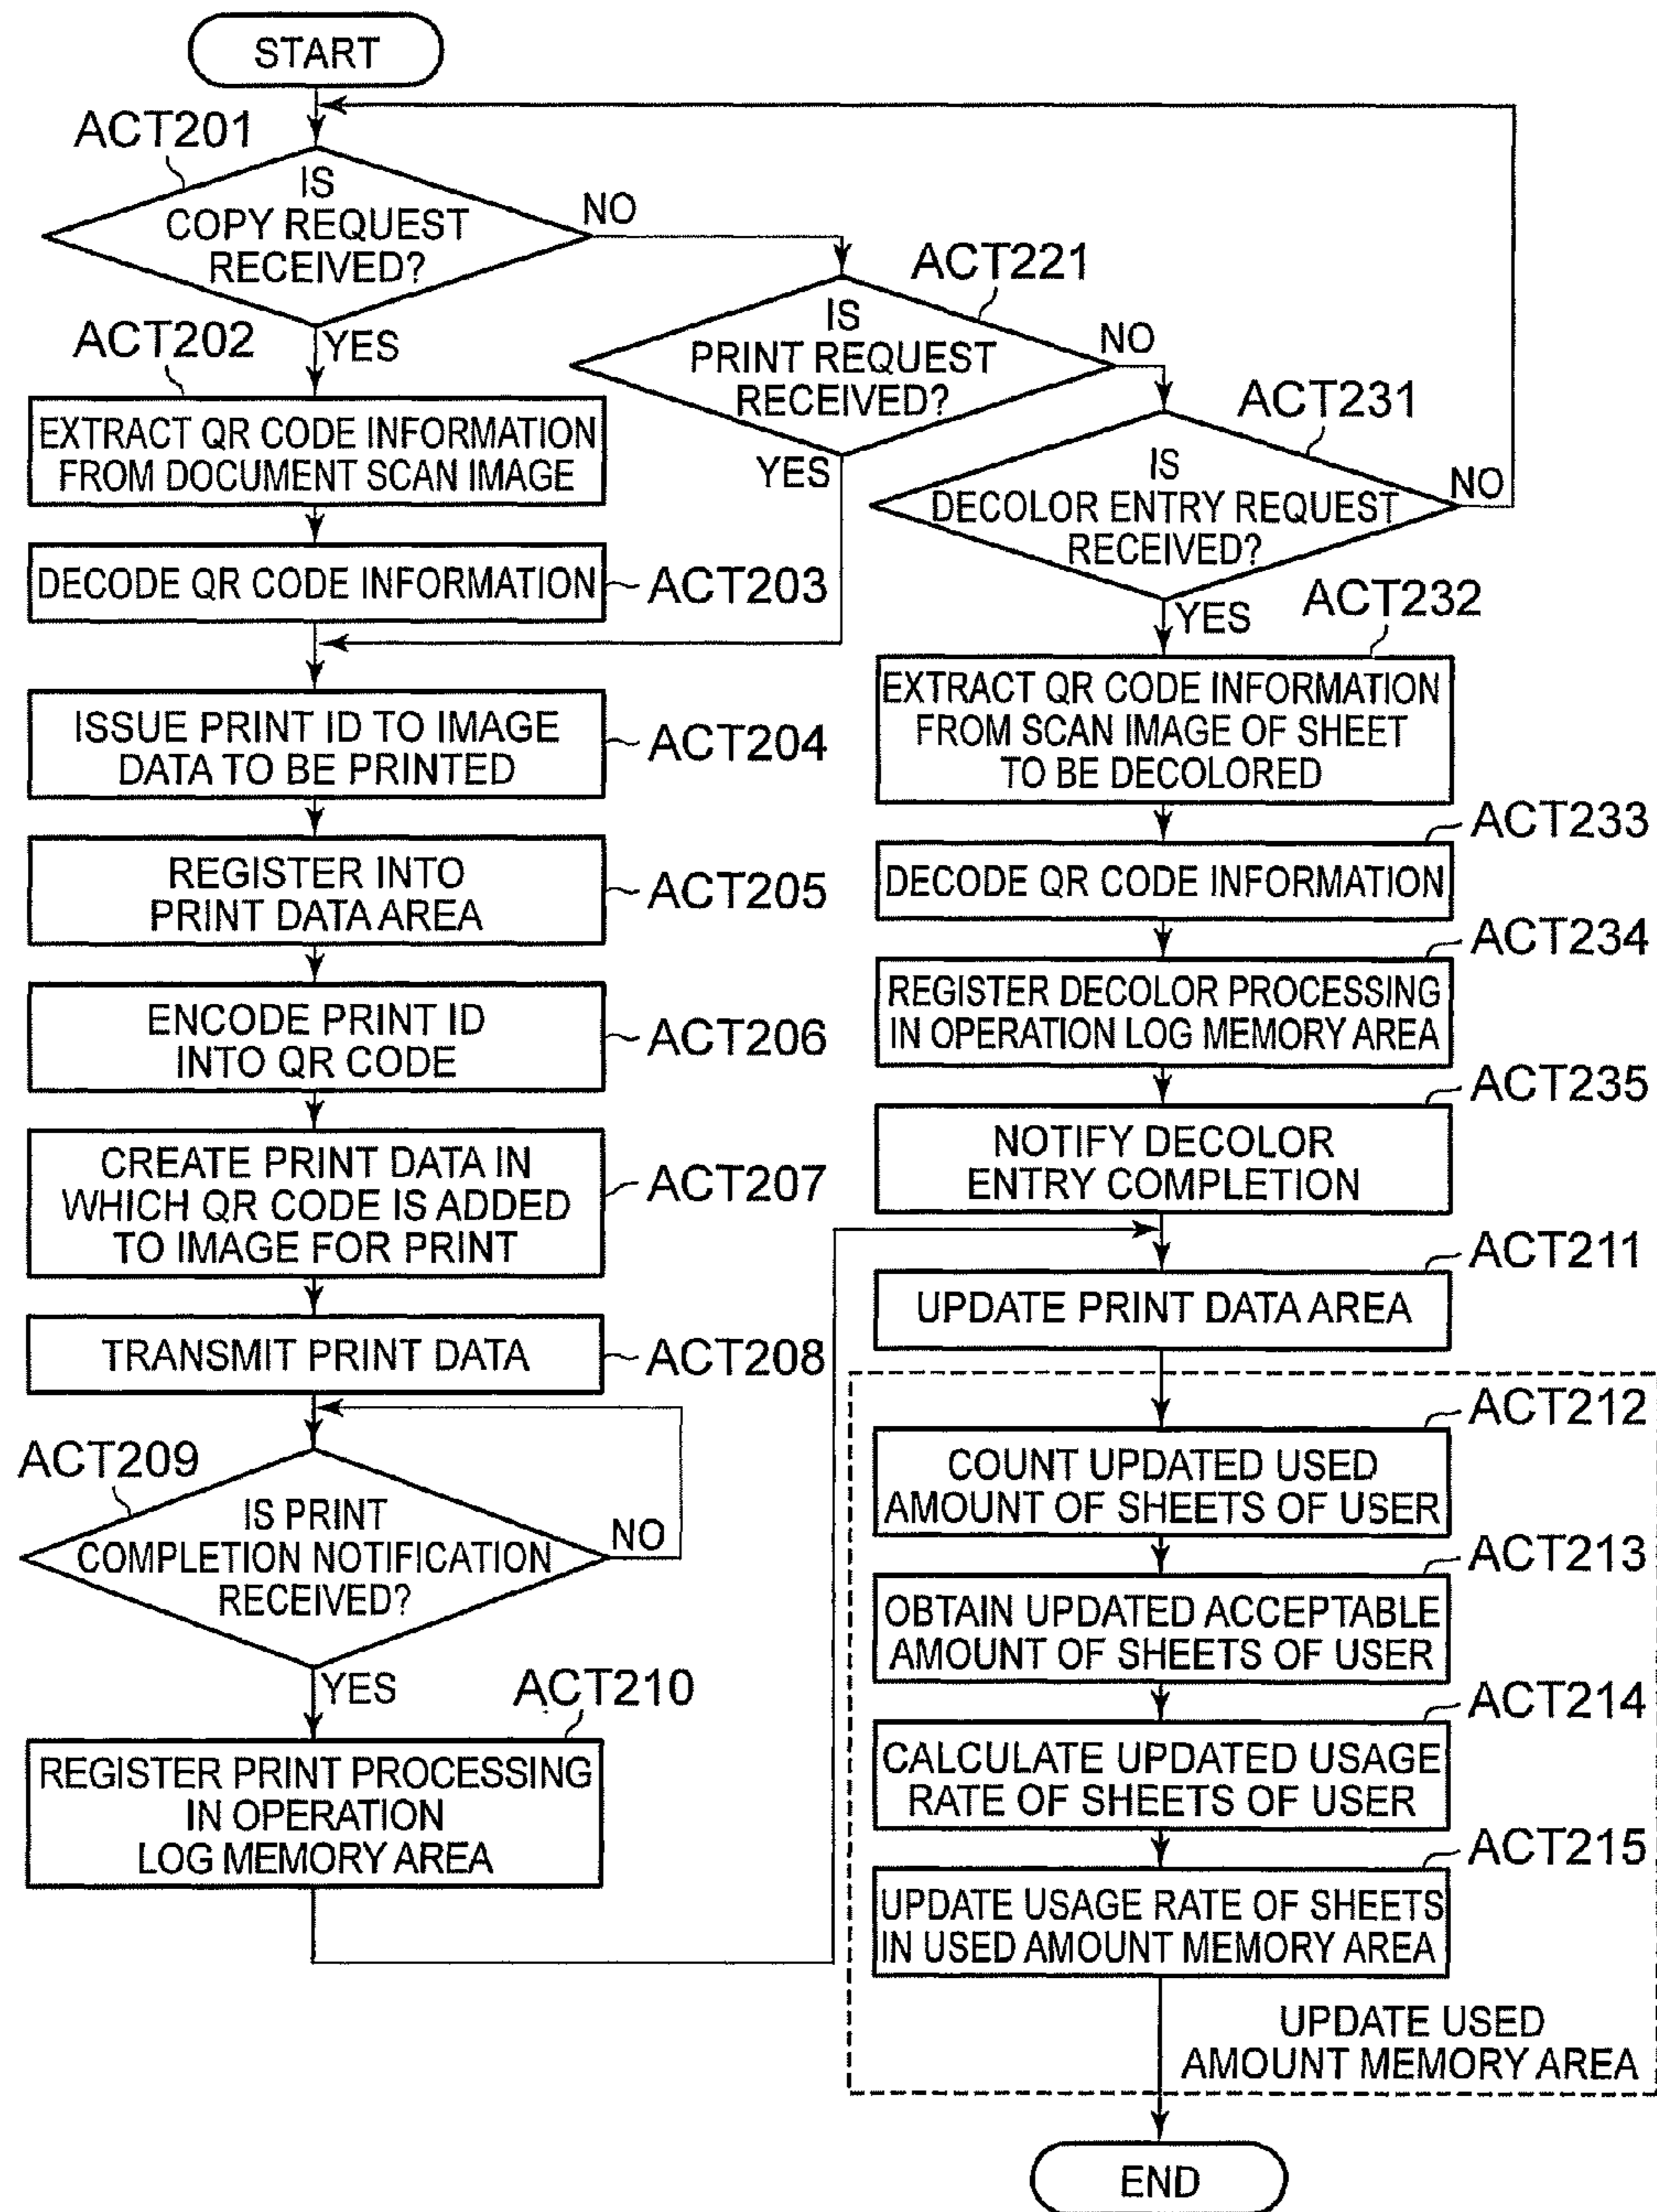 START
ACT201
IS
COPY REQUEST
RECEIVED?
NO
YES
ACT221
IS
PRINT REQUEST
RECEIVED?
NO
YES
ACT231
IS
DECOLOR ENTRY REQUEST
RECEIVED?
NO
YES
ACT202
EXTRACT QR CODE INFORMATION
FROM DOCUMENT SCAN IMAGE
DECODE QR CODE INFORMATION
ACT203
ISSUE PRINT ID TO IMAGE
DATA TO BE PRINTED
ACT204
REGISTER INTO
PRINT DATA AREA
ACT205
ENCODE PRINT ID
INTO QR CODE
ACT206
CREATE PRINT DATA IN
WHICH QR CODE IS ADDED
TO IMAGE FOR PRINT
ACT207
TRANSMIT PRINT DATA
ACT208
ACT209
IS PRINT
COMPLETION NOTIFICATION
RECEIVED?
NO
YES
ACT210
REGISTER PRINT PROCESSING
IN OPERATION
LOG MEMORY AREA
ACT232
EXTRACT QR CODE INFORMATION
FROM SCAN IMAGE OF SHEET
TO BE DECOLORED
ACT233
DECODE QR CODE INFORMATION
ACT234
REGISTER DECOLOR PROCESSING
IN OPERATION LOG MEMORY AREA
ACT235
NOTIFY DECOLOR
ENTRY COMPLETION
ACT211
UPDATE PRINT DATA AREA
ACT212
COUNT UPDATED USED
AMOUNT OF SHEETS OF USER
ACT213
OBTAIN UPDATED ACCEPTABLE
AMOUNT OF SHEETS OF USER
ACT214
CALCULATE UPDATED USAGE
RATE OF SHEETS OF USER
ACT215
UPDATE USAGE RATE OF SHEETS
IN USED AMOUNT MEMORY AREA
UPDATE USED
AMOUNT MEMORY AREA
END